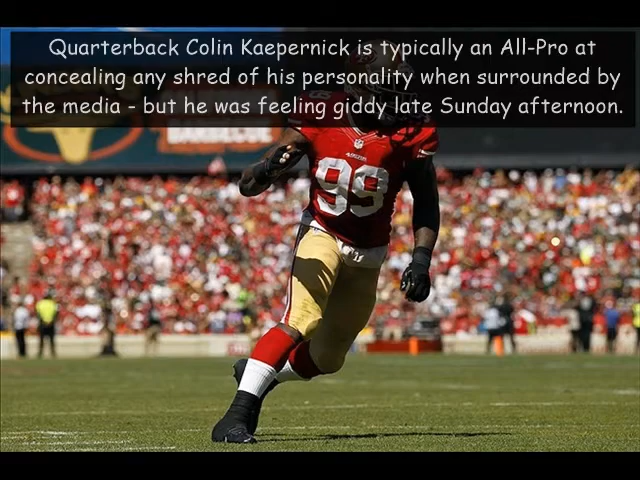 Quarterback Colin Kaepernick is typically an All-Pro at
concealing any shred of his personality when surrounded by
the media - but he was feeling giddy late Sunday afternoon.
49ERS
99